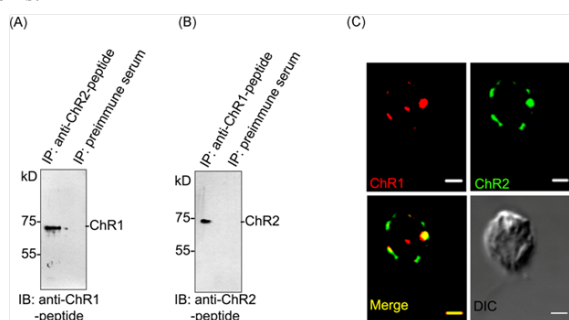 (A)
IP: anti-ChR2-peptide
IP: preimmune serum
kD
75
55
ChR1
IB: anti-ChR1
-peptide
(B)
IP: anti-ChR1-peptide
IP: preimmune serum
kD
75
55
ChR2
IB: anti-ChR2
-peptide
(C)
ChR1
ChR2
Merge
DIC